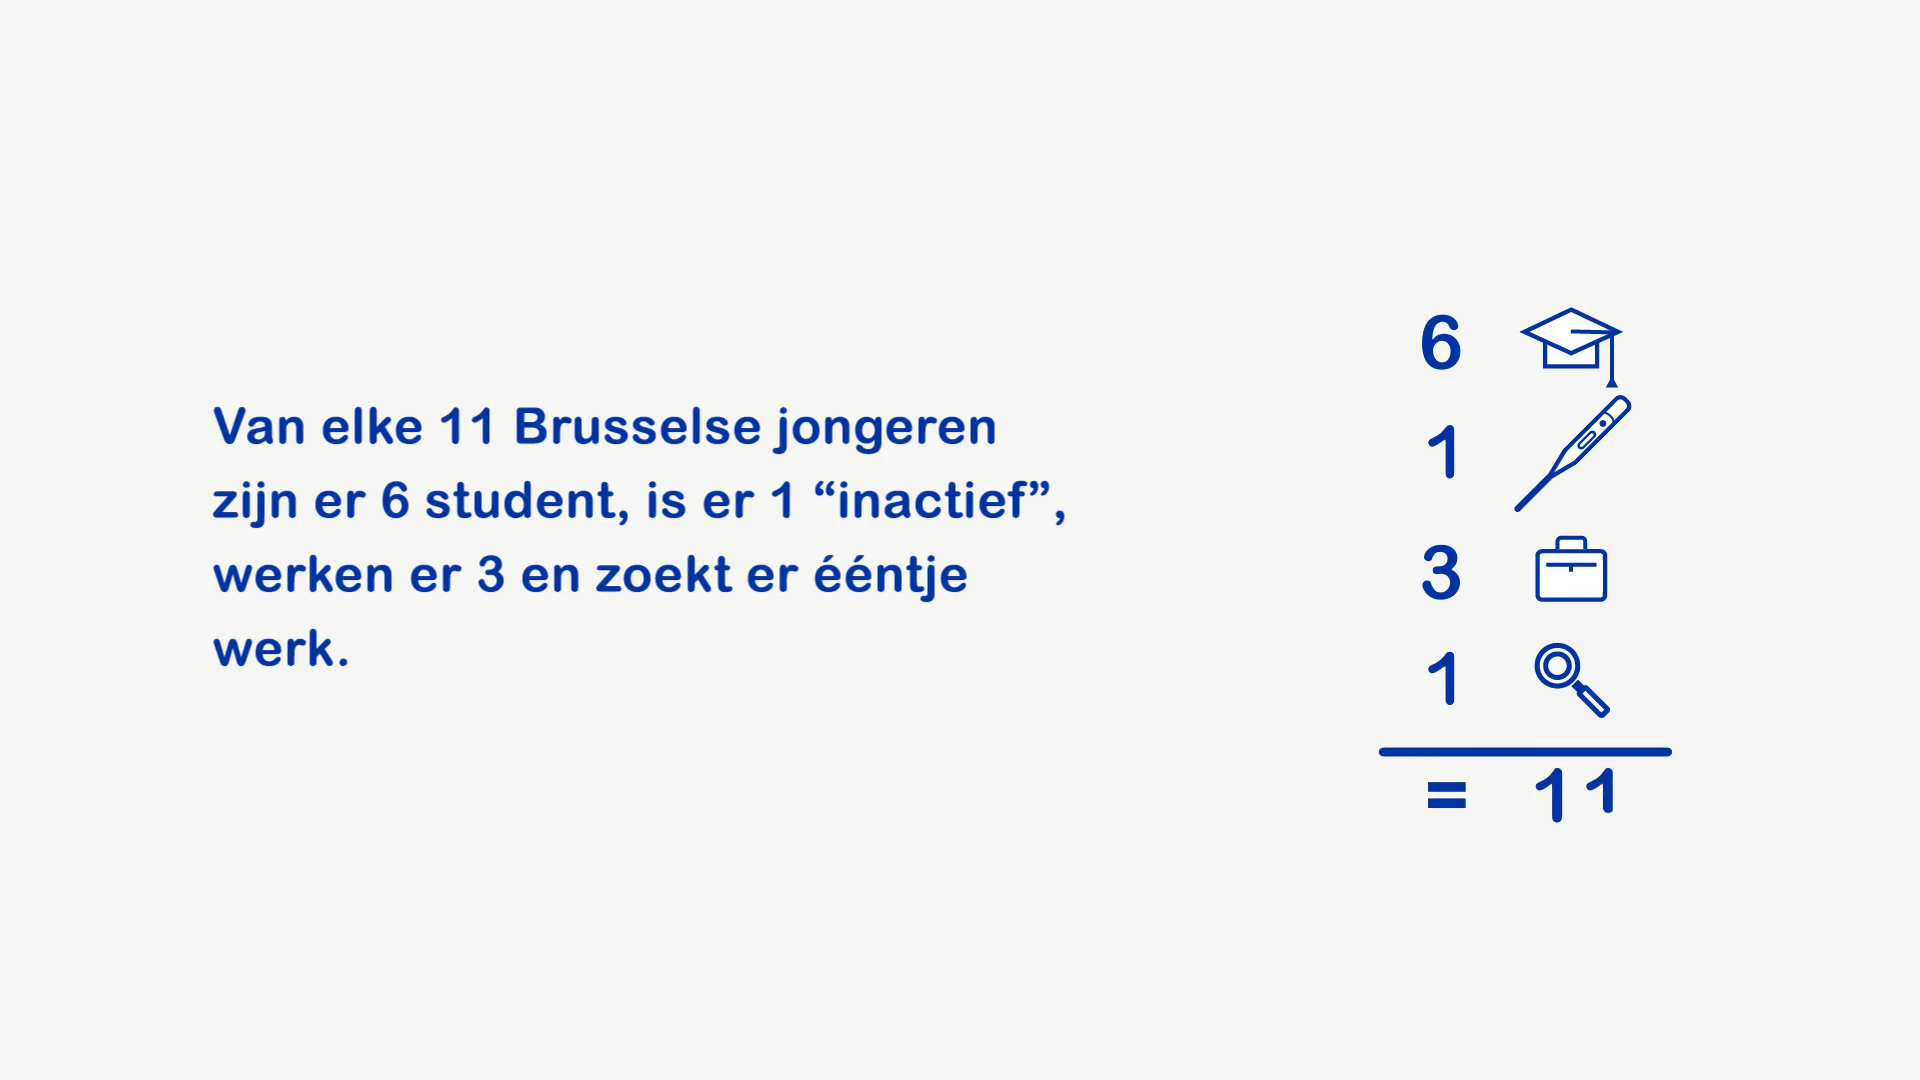 Van elke 11 Brusselse jongeren
zijn er 6 student, is er 1 “inactief”,
werken er 3 en zoekt er ééntje
werk.
6
1
3
1
= 11